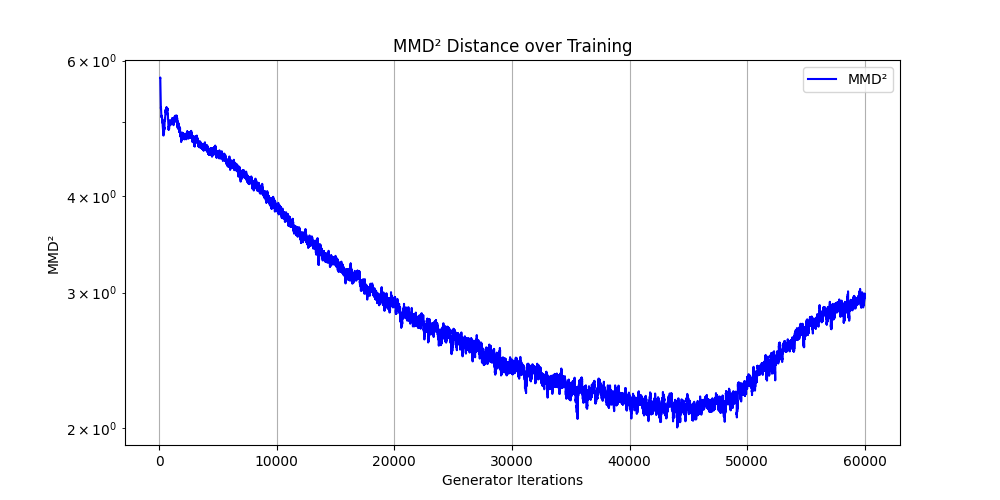 MMD² Distance over Training
6 × 10⁰
4 × 10⁰
3 × 10⁰
2 × 10⁰
MMD²
MMD²
0 10000 20000 30000 40000 50000 60000
Generator Iterations